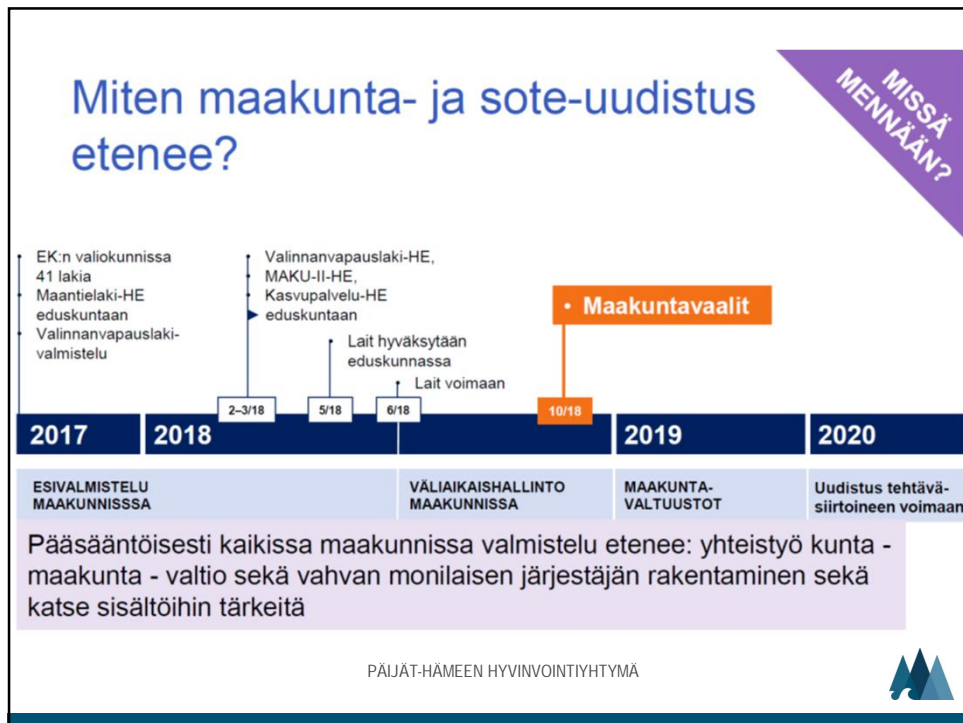 Miten maakunta- ja sote-uudistus
etenee?
MISSÄ
MENNÄÄN?
• EK:n valiokunnissa
41 lakia
• Maantielaki-HE
eduskuntaan
• Valinnanvapauslaki-
valmistelu
• Valinnanvapauslaki-HE,
• MAKU-II-HE,
Kasvupalvelu-HE
eduskuntaan
• Lait hyväksytään
eduskunnassa
• Lait voimaan
• Maakuntavaalit
2–3/18
5/18
6/18
10/18
2017
2018
2019
2020
ESIVALMISTELU
MAAKUNNISSSA
VÄLIAIKAISHALLINTO
MAAKUNNISSA
MAAKUNTA-
VALTUUSTOT
Uudistus tehtävä-
siirtoineen voimaan
Pääsääntöisesti kaikissa maakunnissa valmistelu etenee: yhteistyö kunta -
maakunta - valtio sekä vahvan monilaisen järjestäjän rakentaminen sekä
katse sisältöihin tärkeitä
PÄIJÄT-HÄMEEN HYVINVOINTIYHTYMÄ